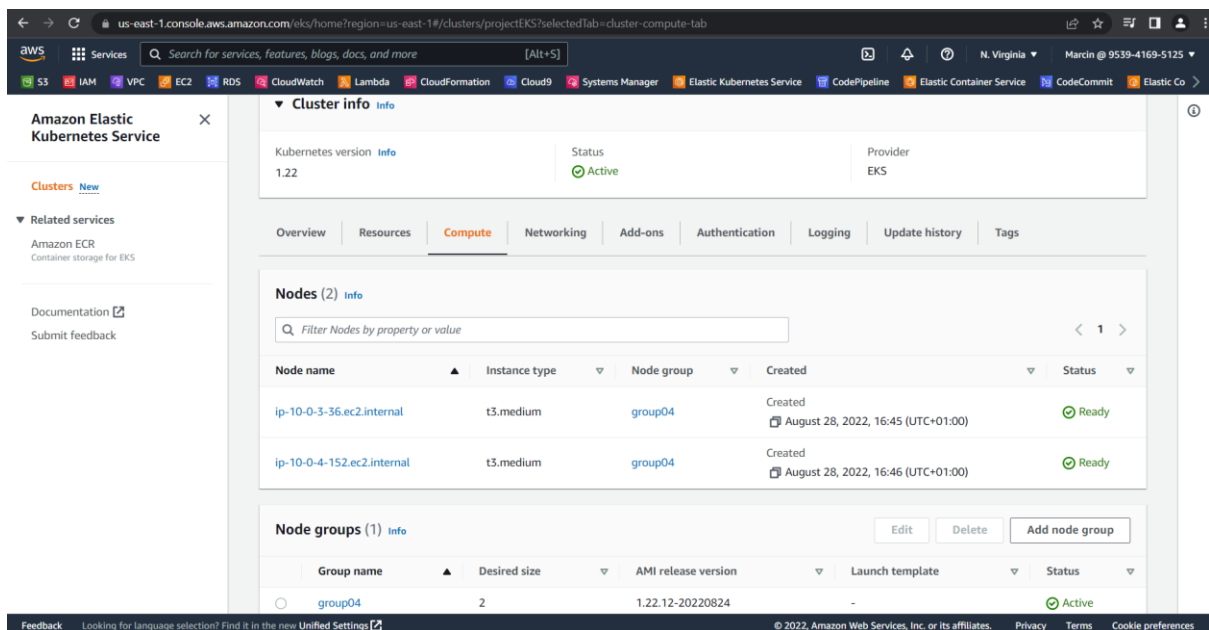 us-east-1.console.aws.amazon.com/eks/home?region=us-east-1#/clusters/projectEKS?selectedTab=cluster-compute-tab
aws Services Search for services, features, blogs, docs, and more [Alt+S] N. Virginia ▼ Marcin @ 9539-4169-5125 ▼
S3 IAM VPC EC2 RDS CloudWatch Lambda CloudFormation Cloud9 Systems Manager Elastic Kubernetes Service CodePipeline Elastic Container Service CodeCommit Elastic Co
Amazon Elastic
Kubernetes Service
Clusters New
Related services
Amazon ECR
Container storage for EKS
Documentation
Submit feedback
Cluster info Info
Kubernetes version Info Status Provider
1.22 Active EKS
Overview Resources Compute Networking Add-ons Authentication Logging Update history Tags
Nodes (2) Info
Filter Nodes by property or value
1
Node name Instance type Node group Created Status
ip-10-0-3-36.ec2.internal t3.medium group04 Created August 28, 2022, 16:45 (UTC+01:00) Ready
ip-10-0-4-152.ec2.internal t3.medium group04 Created August 28, 2022, 16:46 (UTC+01:00) Ready
Node groups (1) Info Edit Delete Add node group
Group name Desired size AMI release version Launch template Status
group04 2 1.22.12-20220824 - Active
Feedback Looking for language selection? Find it in the new Unified Settings © 2022, Amazon Web Services, Inc. or its affiliates. Privacy Terms Cookie preferences